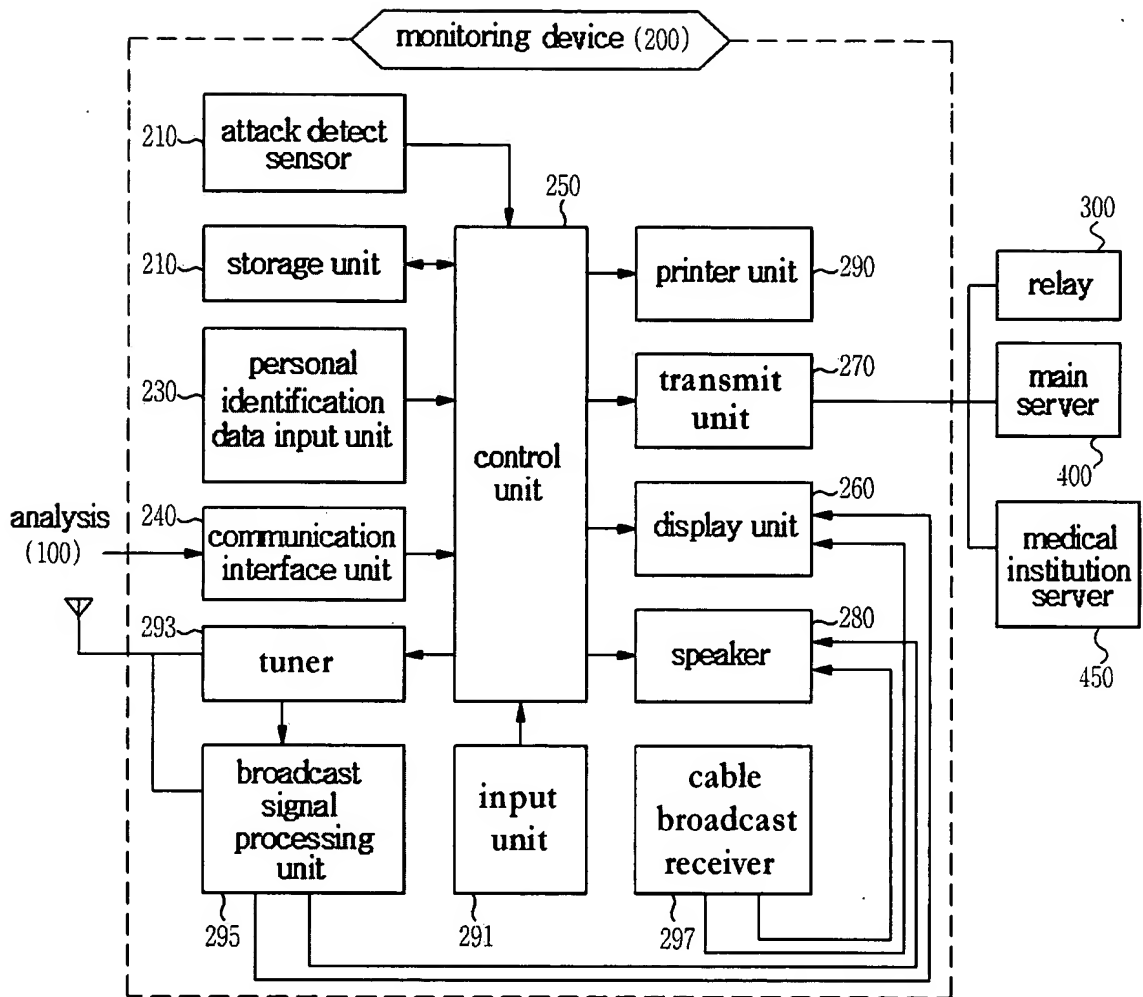 monitoring device (200)
210
attack detect
sensor
250
210
storage unit
printer unit
290
300
relay
230
personal
identification
data input unit
control
unit
270
transmit
unit
main
server
400
analysis
(100)
240
communication
interface unit
260
display unit
medical
institution
server
450
293
tuner
280
speaker
broadcast
signal
processing
unit
295
input
unit
291
cable
broadcast
receiver
297